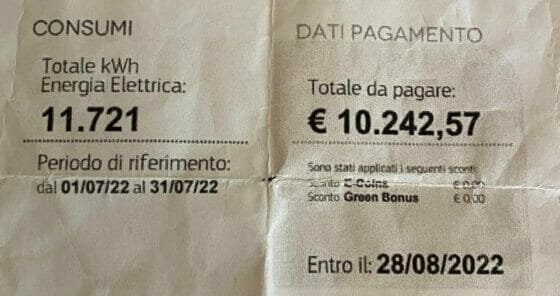 CONSUMI
Totale kWh
Energia Elettrica:
11.721
Periodo di riferimento:
dal 01/07/22 al 31/07/22
DATI PAGAMENTO
Totale da pagare:
€ 10.242,57
Sono stati applicati i seguenti sconti
Sconto E-Coins € 0,00
Sconto Green Bonus € 0,00
Entro il: 28/08/2022